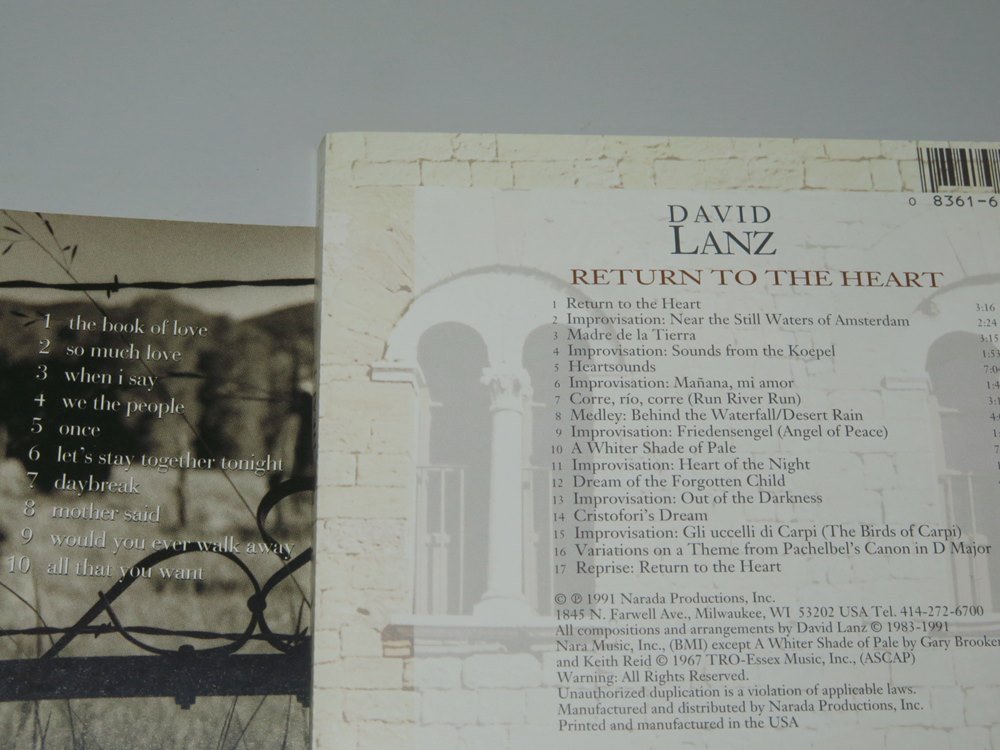 1 the book of love
2 so much love
3 when i say
4 we the people
5 once
6 let's stay together tonight
7 daybreak
8 mother said
9 would you ever walk away
10 all that you want
0 8361-6
DAVID
LANZ
RETURN TO THE HEART
1 Return to the Heart 3:16
2 Improvisation: Near the Still Waters of Amsterdam 2:24
3 Madre de la Tierra 3:15
4 Improvisation: Sounds from the Koepel 1:53
5 Heartsounds
6 Improvisation: Mañana, mi amor
7 Corre, río, corre (Run River Run)
8 Medley: Behind the Waterfall/Desert Rain
9 Improvisation: Friedensengel (Angel of Peace)
10 A Whiter Shade of Pale
11 Improvisation: Heart of the Night
12 Dream of the Forgotten Child
13 Improvisation: Out of the Darkness
14 Cristofori's Dream
15 Improvisation: Gli uccelli di Carpi (The Birds of Carpi)
16 Variations on a Theme from Pachelbel's Canon in D Major
17 Reprise: Return to the Heart
© ℗ 1991 Narada Productions, Inc.
1845 N. Farwell Ave., Milwaukee, WI 53202 USA Tel. 414-272-6700
All compositions and arrangements by David Lanz © 1983-1991
Nara Music, Inc., (BMI) except A Whiter Shade of Pale by Gary Brooker
and Keith Reid © 1967 TRO-Essex Music, Inc., (ASCAP)
Warning: All Rights Reserved.
Unauthorized duplication is a violation of applicable laws.
Manufactured and distributed by Narada Productions, Inc.
Printed and manufactured in the USA